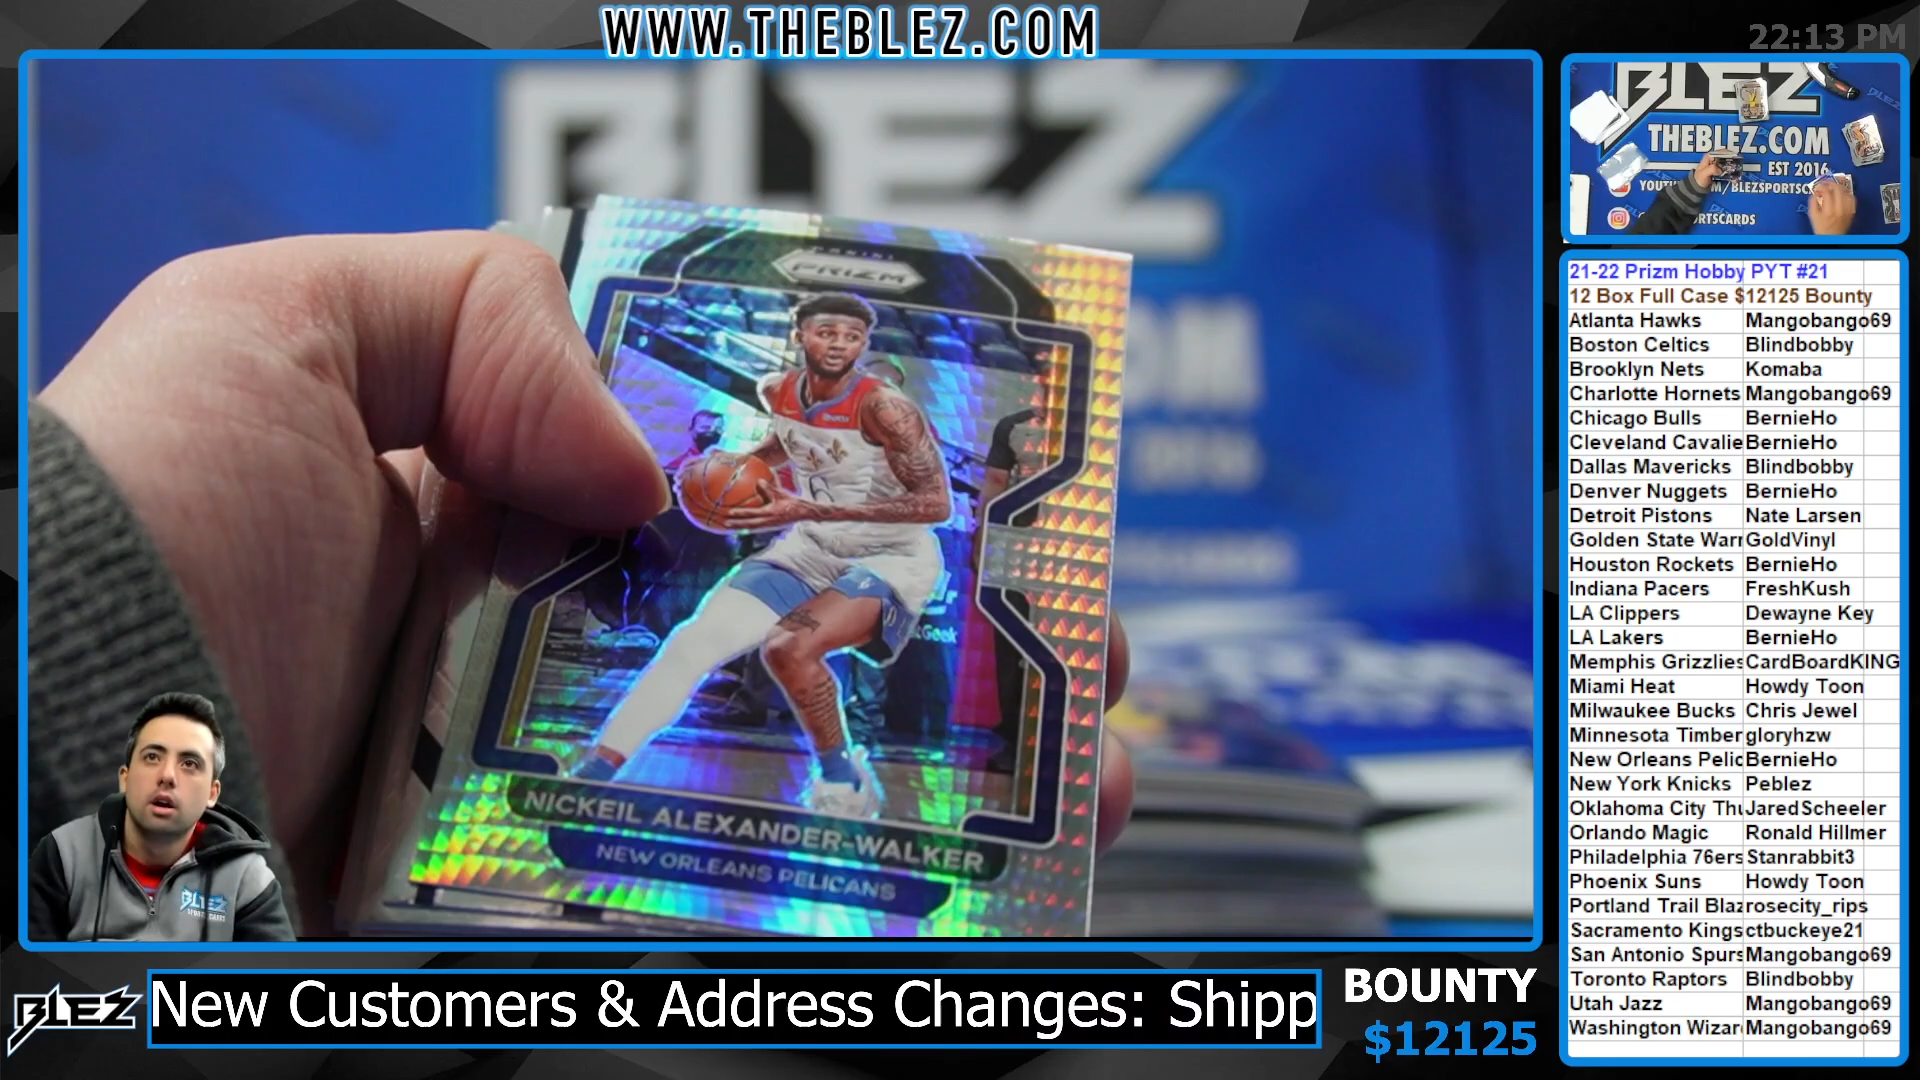 WWW.THEBLEZ.COM
22:13 PM
BLEZ
THEBLEZ.COM
EST 2016
PANINI
PRIZM
6
NICKEIL ALEXANDER-WALKER
NEW ORLEANS PELICANS
21-22 Prizm Hobby PYT #21
12 Box Full Case $12125 Bounty
Atlanta Hawks Mangobango69
Boston Celtics Blindbobby
Brooklyn Nets Komaba
Charlotte Hornets Mangobango69
Chicago Bulls BernieHo
Cleveland Cavalie BernieHo
Dallas Mavericks Blindbobby
Denver Nuggets BernieHo
Detroit Pistons Nate Larsen
Golden State Warr GoldVinyl
Houston Rockets BernieHo
Indiana Pacers FreshKush
LA Clippers Dewayne Key
LA Lakers BernieHo
Memphis Grizzlies CardBoardKING
Miami Heat Howdy Toon
Milwaukee Bucks Chris Jewel
Minnesota Timber gloryhzw
New Orleans Pelic BernieHo
New York Knicks Peblez
Oklahoma City Thu JaredScheeler
Orlando Magic Ronald Hillmer
Philadelphia 76ers Stanrabbit3
Phoenix Suns Howdy Toon
Portland Trail Blaz rosecity_rips
Sacramento Kings ctbuckeye21
San Antonio Spurs Mangobango69
Toronto Raptors Blindbobby
Utah Jazz Mangobango69
Washington Wizar Mangobango69
BLEZ
New Customers & Address Changes: Shipp
BOUNTY
$12125